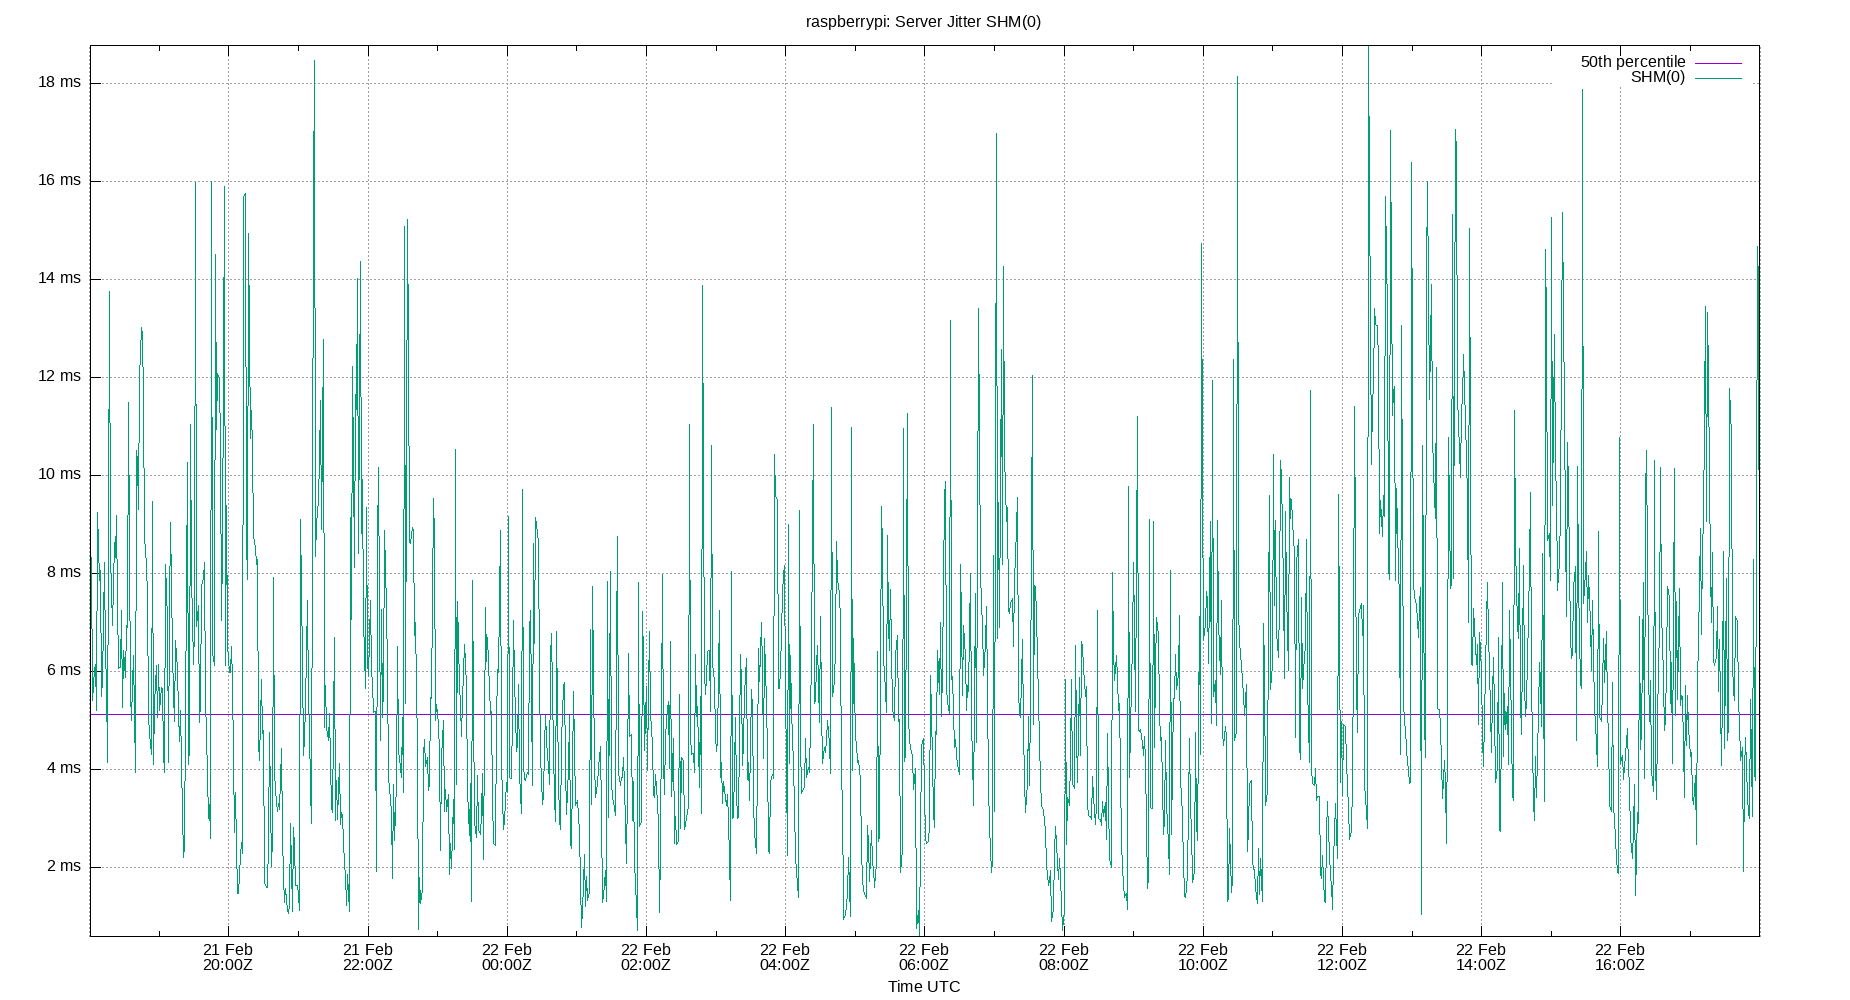 raspberrypi: Server Jitter SHM(0)
50th percentile
SHM(0)
18 ms
16 ms
14 ms
12 ms
10 ms
8 ms
6 ms
4 ms
2 ms
21 Feb 21 Feb 22 Feb 22 Feb 22 Feb 22 Feb 22 Feb 22 Feb 22 Feb 22 Feb 22 Feb
20:00Z 22:00Z 00:00Z 02:00Z 04:00Z 06:00Z 08:00Z 10:00Z 12:00Z 14:00Z 16:00Z
Time UTC